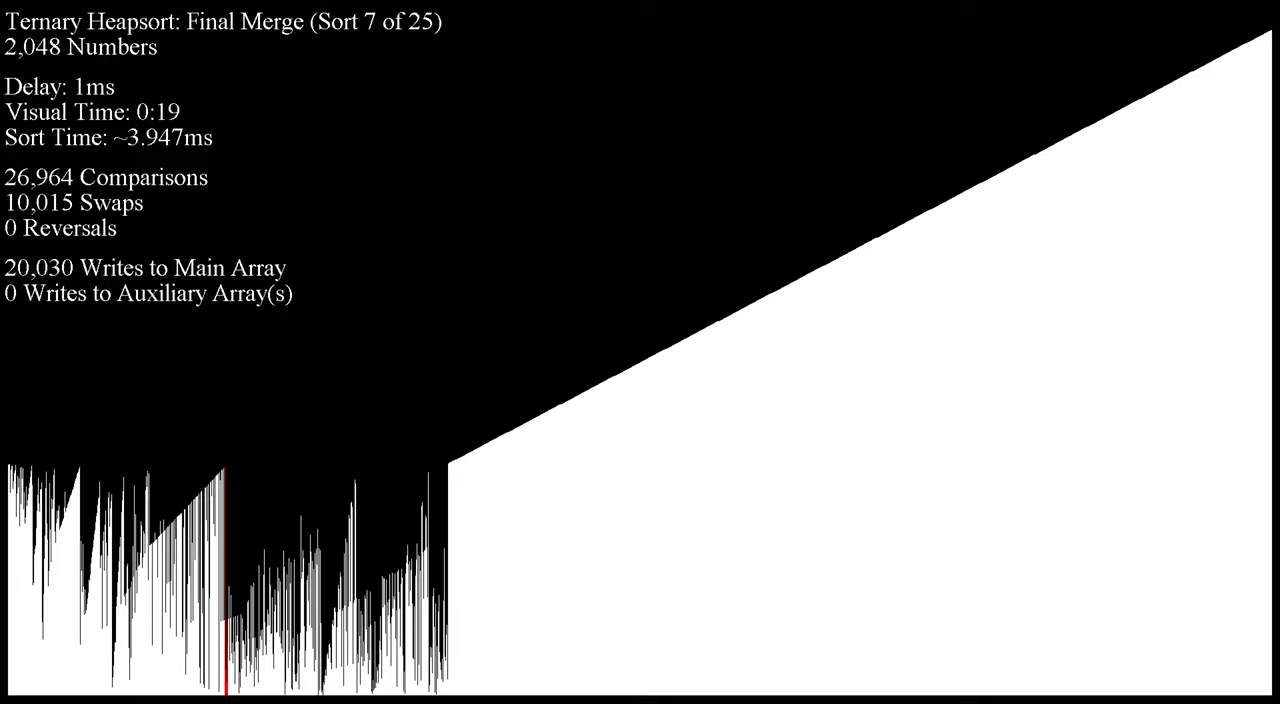 Ternary Heapsort: Final Merge (Sort 7 of 25)
2,048 Numbers
Delay: 1ms
Visual Time: 0:19
Sort Time: ~3.947ms
26,964 Comparisons
10,015 Swaps
0 Reversals
20,030 Writes to Main Array
0 Writes to Auxiliary Array(s)